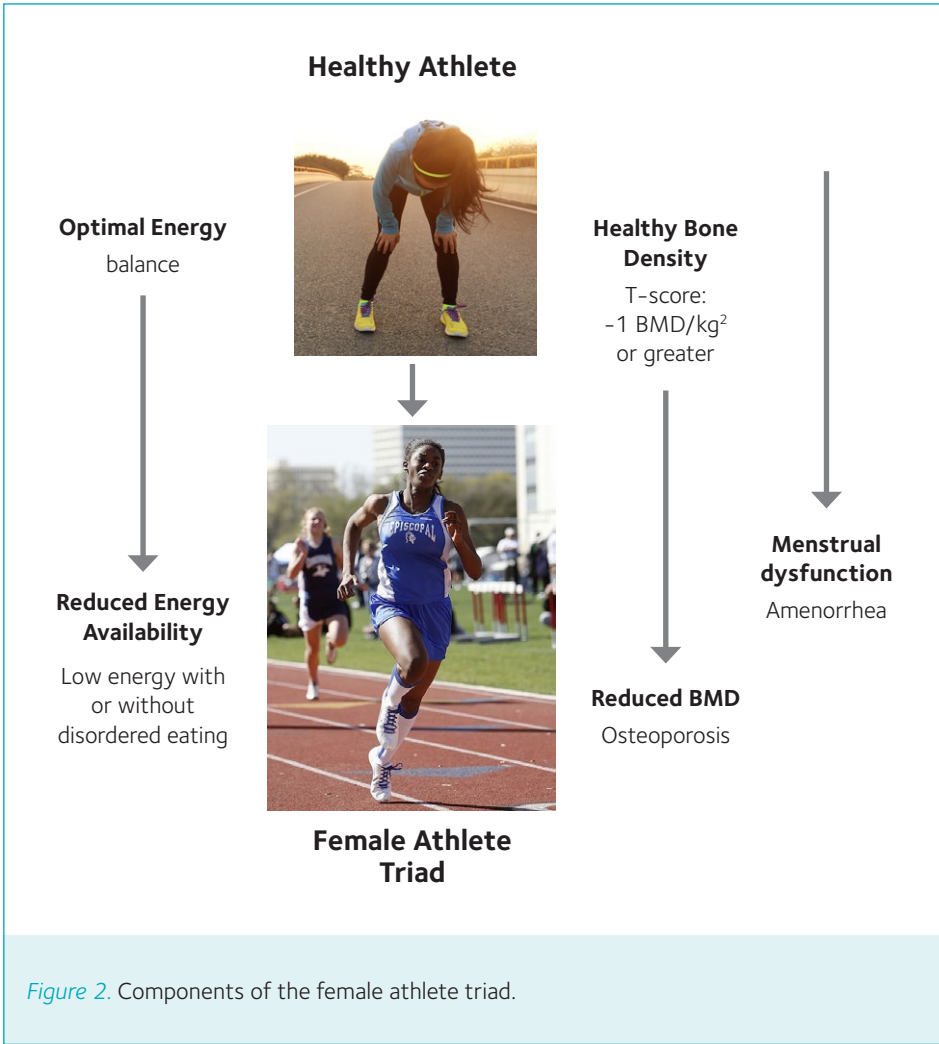 Healthy Athlete
Optimal Energy
balance
Healthy Bone
Density
T-score:
-1 BMD/kg²
or greater
EPISCOPAL
Reduced Energy
Availability
Low energy with
or without
disordered eating
Menstrual
dysfunction
Amenorrhea
Reduced BMD
Osteoporosis
Female Athlete
Triad
Figure 2. Components of the female athlete triad.